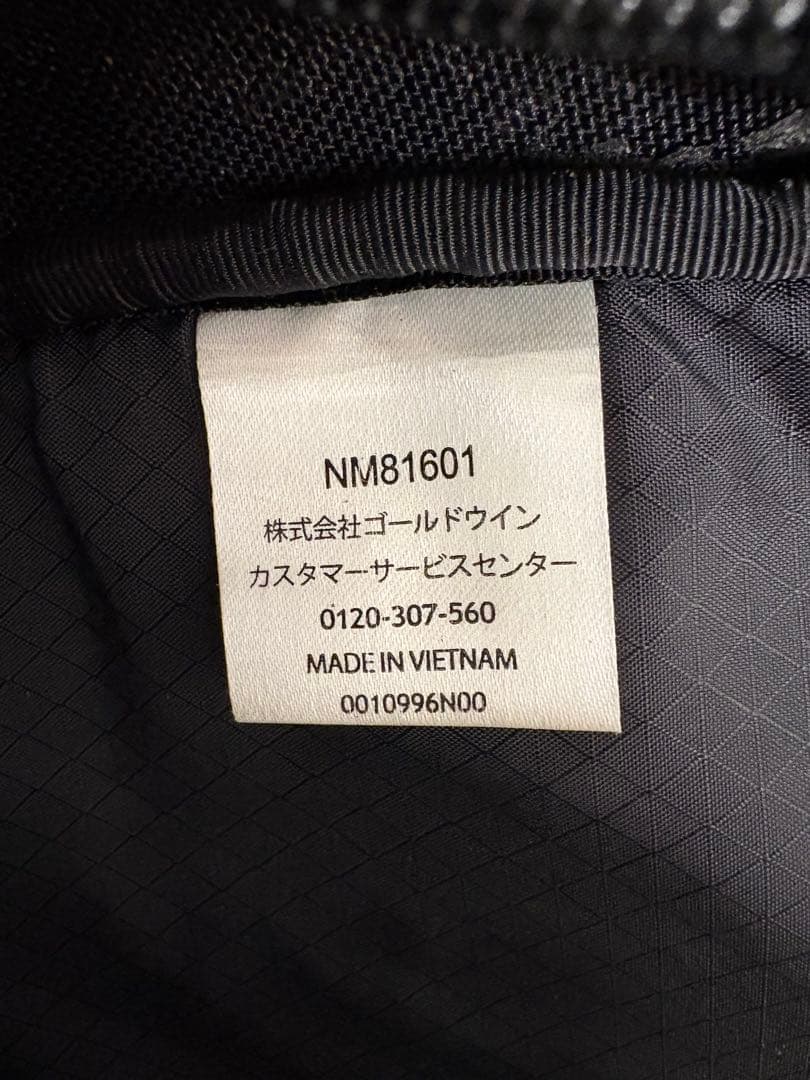 NM81601
株式会社ゴールドウイン
カスタマーサービスセンター
0120-307-560
MADE IN VIETNAM
0010996N00